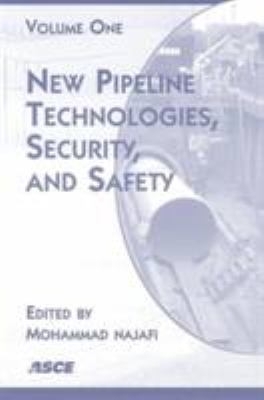 VOLUME ONE
NEW PIPELINE
TECHNOLOGIES,
SECURITY,
AND SAFETY
EDITED BY
MOHAMMAD NAJAFI
ASCE